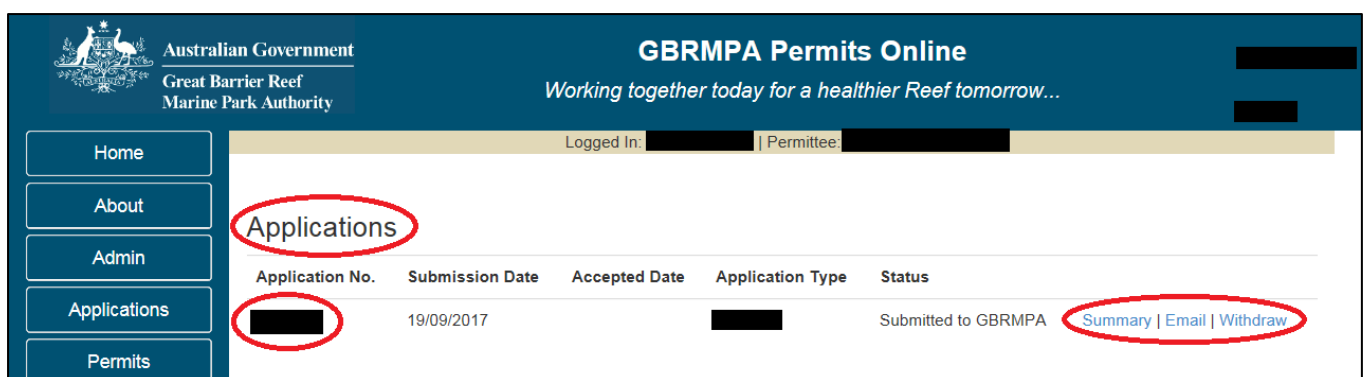 Australian Government
Great Barrier Reef
Marine Park Authority
GBRMPA Permits Online
Working together today for a healthier Reef tomorrow...
Logged In: | Permittee:
Home
About
Admin
Applications
Permits
Applications
Application No. Submission Date Accepted Date Application Type Status
19/09/2017 Submitted to GBRMPA Summary | Email | Withdraw